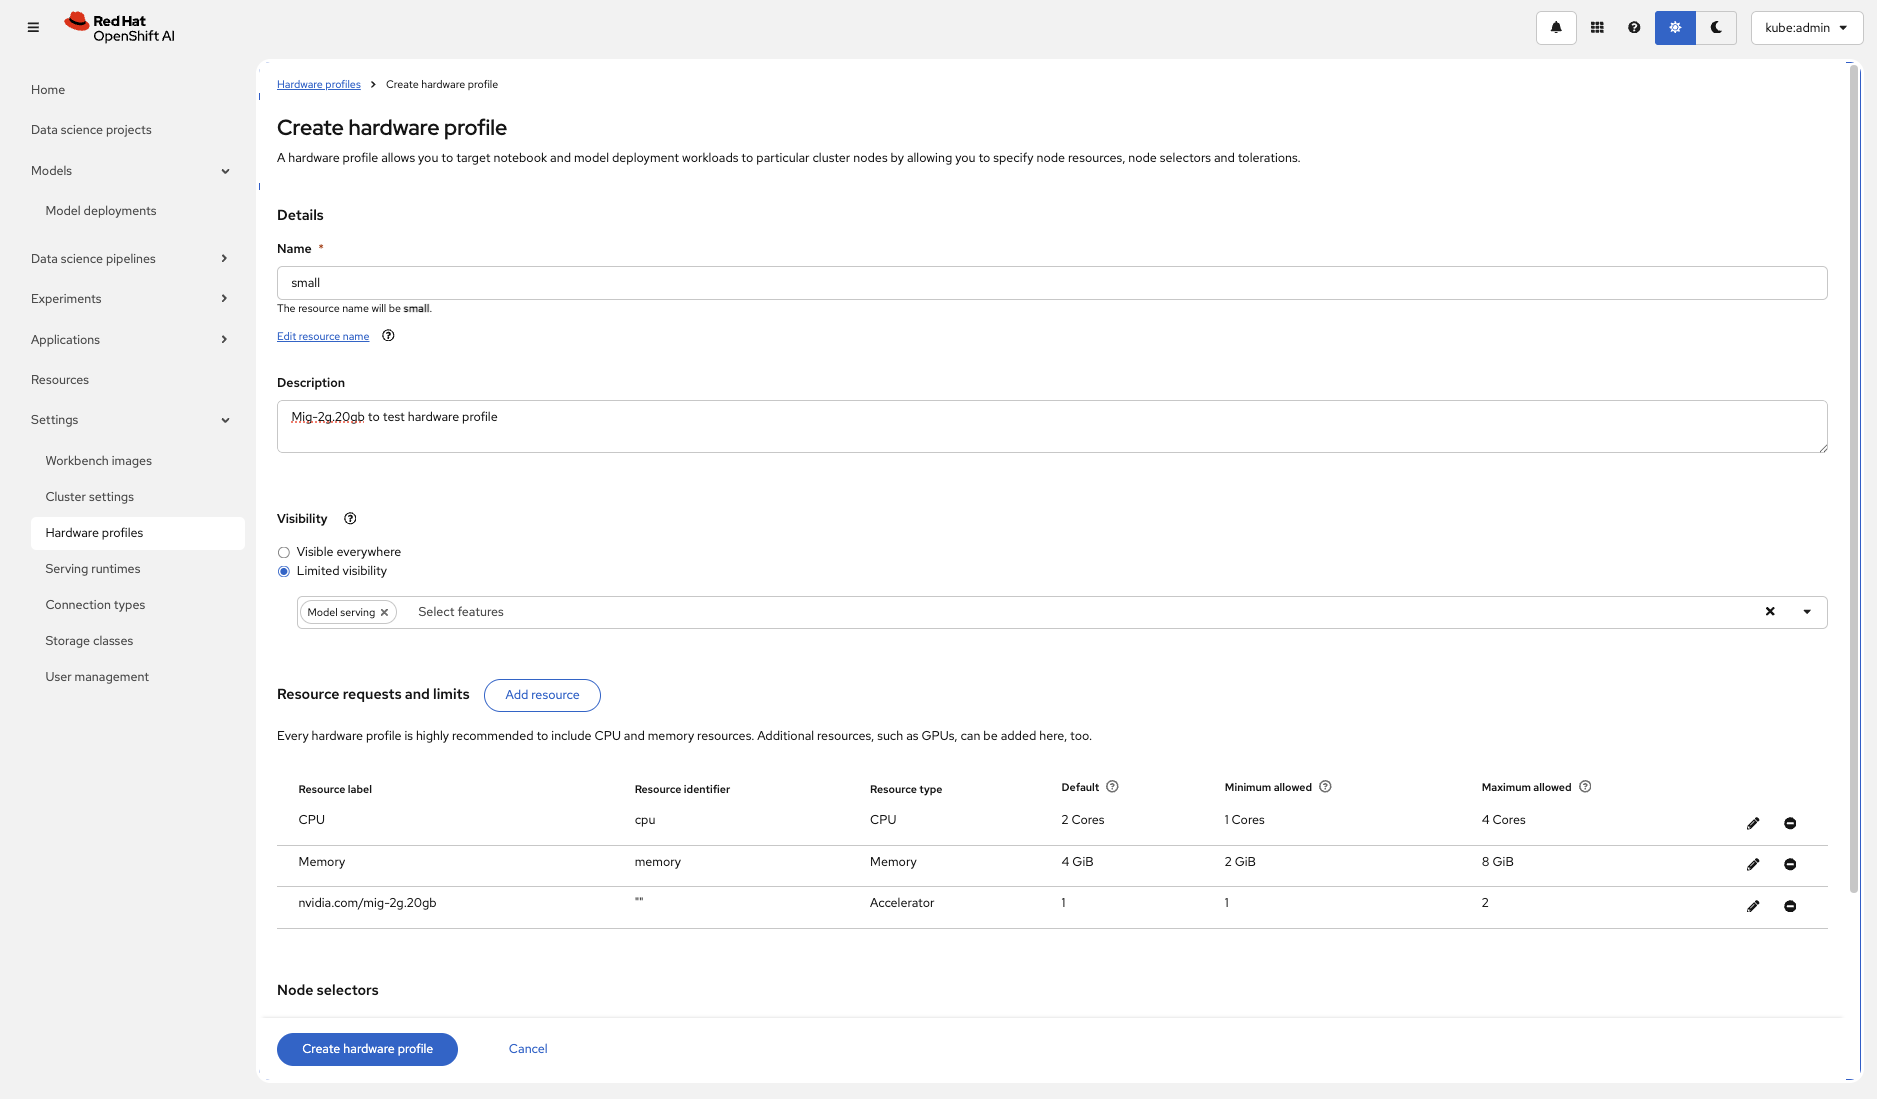 Red Hat
OpenShift AI
kube:admin
Home
Data science projects
Models
Model deployments
Data science pipelines
Experiments
Applications
Resources
Settings
Workbench images
Cluster settings
Hardware profiles
Serving runtimes
Connection types
Storage classes
User management
Hardware profiles > Create hardware profile
Create hardware profile
A hardware profile allows you to target notebook and model deployment workloads to particular cluster nodes by allowing you to specify node resources, node selectors and tolerations.
Details
Name *
small
The resource name will be small.
Edit resource name
Description
Mig-2g.20gb to test hardware profile
Visibility
Visible everywhere
Limited visibility
Model serving Select features
Resource requests and limits Add resource
Every hardware profile is highly recommended to include CPU and memory resources. Additional resources, such as GPUs, can be added here, too.
Resource label Resource identifier Resource type Default Minimum allowed Maximum allowed
CPU cpu CPU 2 Cores 1 Cores 4 Cores
Memory memory Memory 4 GiB 2 GiB 8 GiB
nvidia.com/mig-2g.20gb "" Accelerator 1 1 2
Node selectors
Create hardware profile Cancel